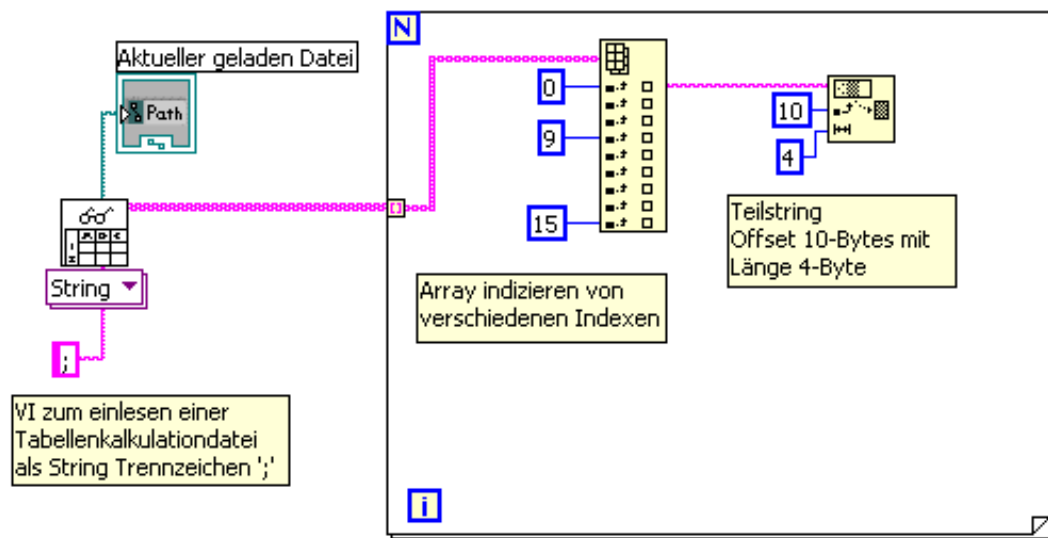 Aktueller geladen Datei
Path
String
;
VI zum einlesen einer
Tabellenkalkulationdatei
als String Trennzeichen ';'
N
0
9
15
Array indizieren von
verschiedenen Indexen
10
4
Teilstring
Offset 10-Bytes mit
Länge 4-Byte
i